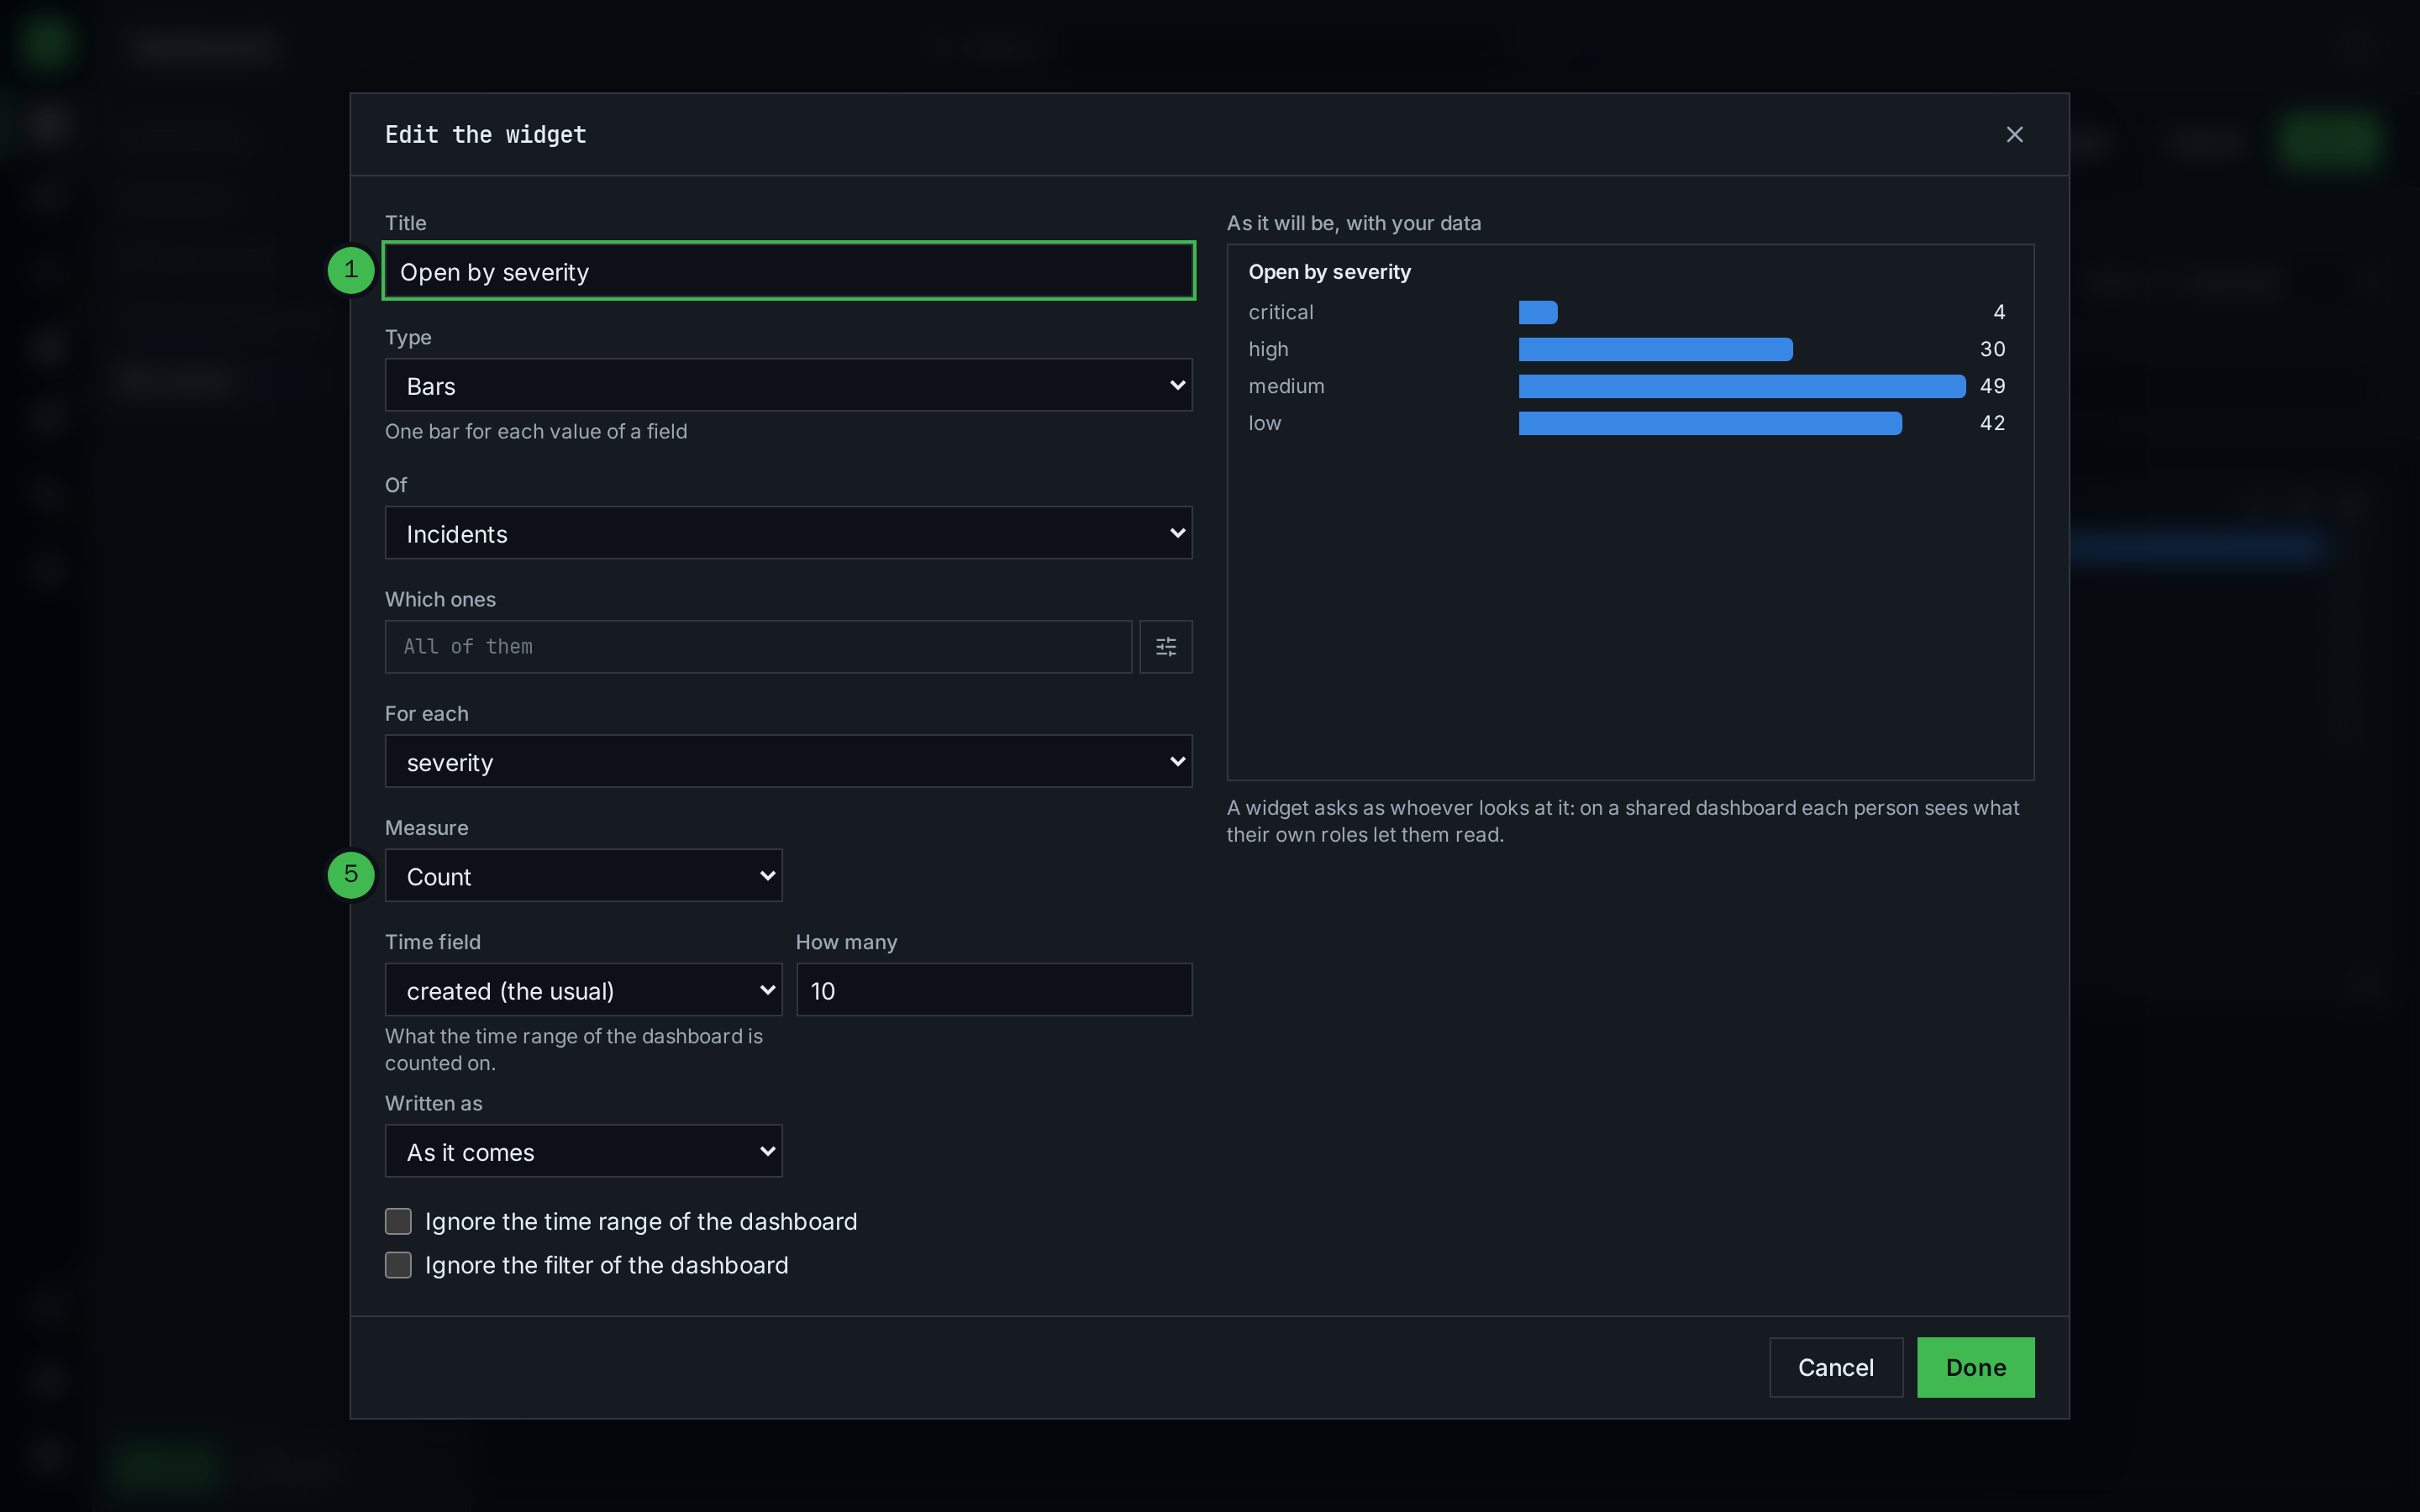 Edit the widget
Title
1
Open by severity
Type
Bars
One bar for each value of a field
Of
Incidents
Which ones
All of them
For each
severity
Measure
5
Count
Time field
How many
created (the usual)
10
What the time range of the dashboard is
counted on.
Written as
As it comes
Ignore the time range of the dashboard
Ignore the filter of the dashboard
As it will be, with your data
Open by severity
critical 4
high 30
medium 49
low 42
A widget asks as whoever looks at it: on a shared dashboard each person sees what
their own roles let them read.
Cancel
Done